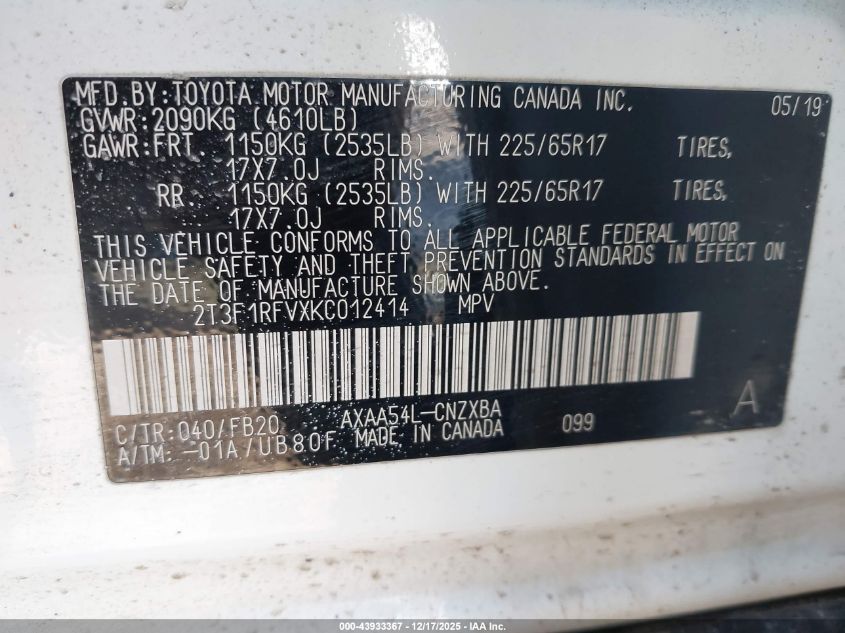 MFD.BY:TOYOTA MOTOR MANUFACTURING CANADA INC. 05/19
GVWR:2090KG (4610LB)
GAWR:FRT. 1150KG (2535LB) WITH 225/65R17 TIRES,
17X7.0J RIMS.
RR. 1150KG (2535LB) WITH 225/65R17 TIRES,
17X7.0J RIMS.
THIS VEHICLE CONFORMS TO ALL APPLICABLE FEDERAL MOTOR
VEHICLE SAFETY AND THEFT PREVENTION STANDARDS IN EFFECT ON
THE DATE OF MANUFACTURE SHOWN ABOVE.
2T3F1RFVXKC012414 MPV
C/TR:040/FB20 AXAA54L-CNZXBA 099 A
A/TM: -01A/UB80F MADE IN CANADA
000-43933367 - 12/17/2025 - IAA Inc.